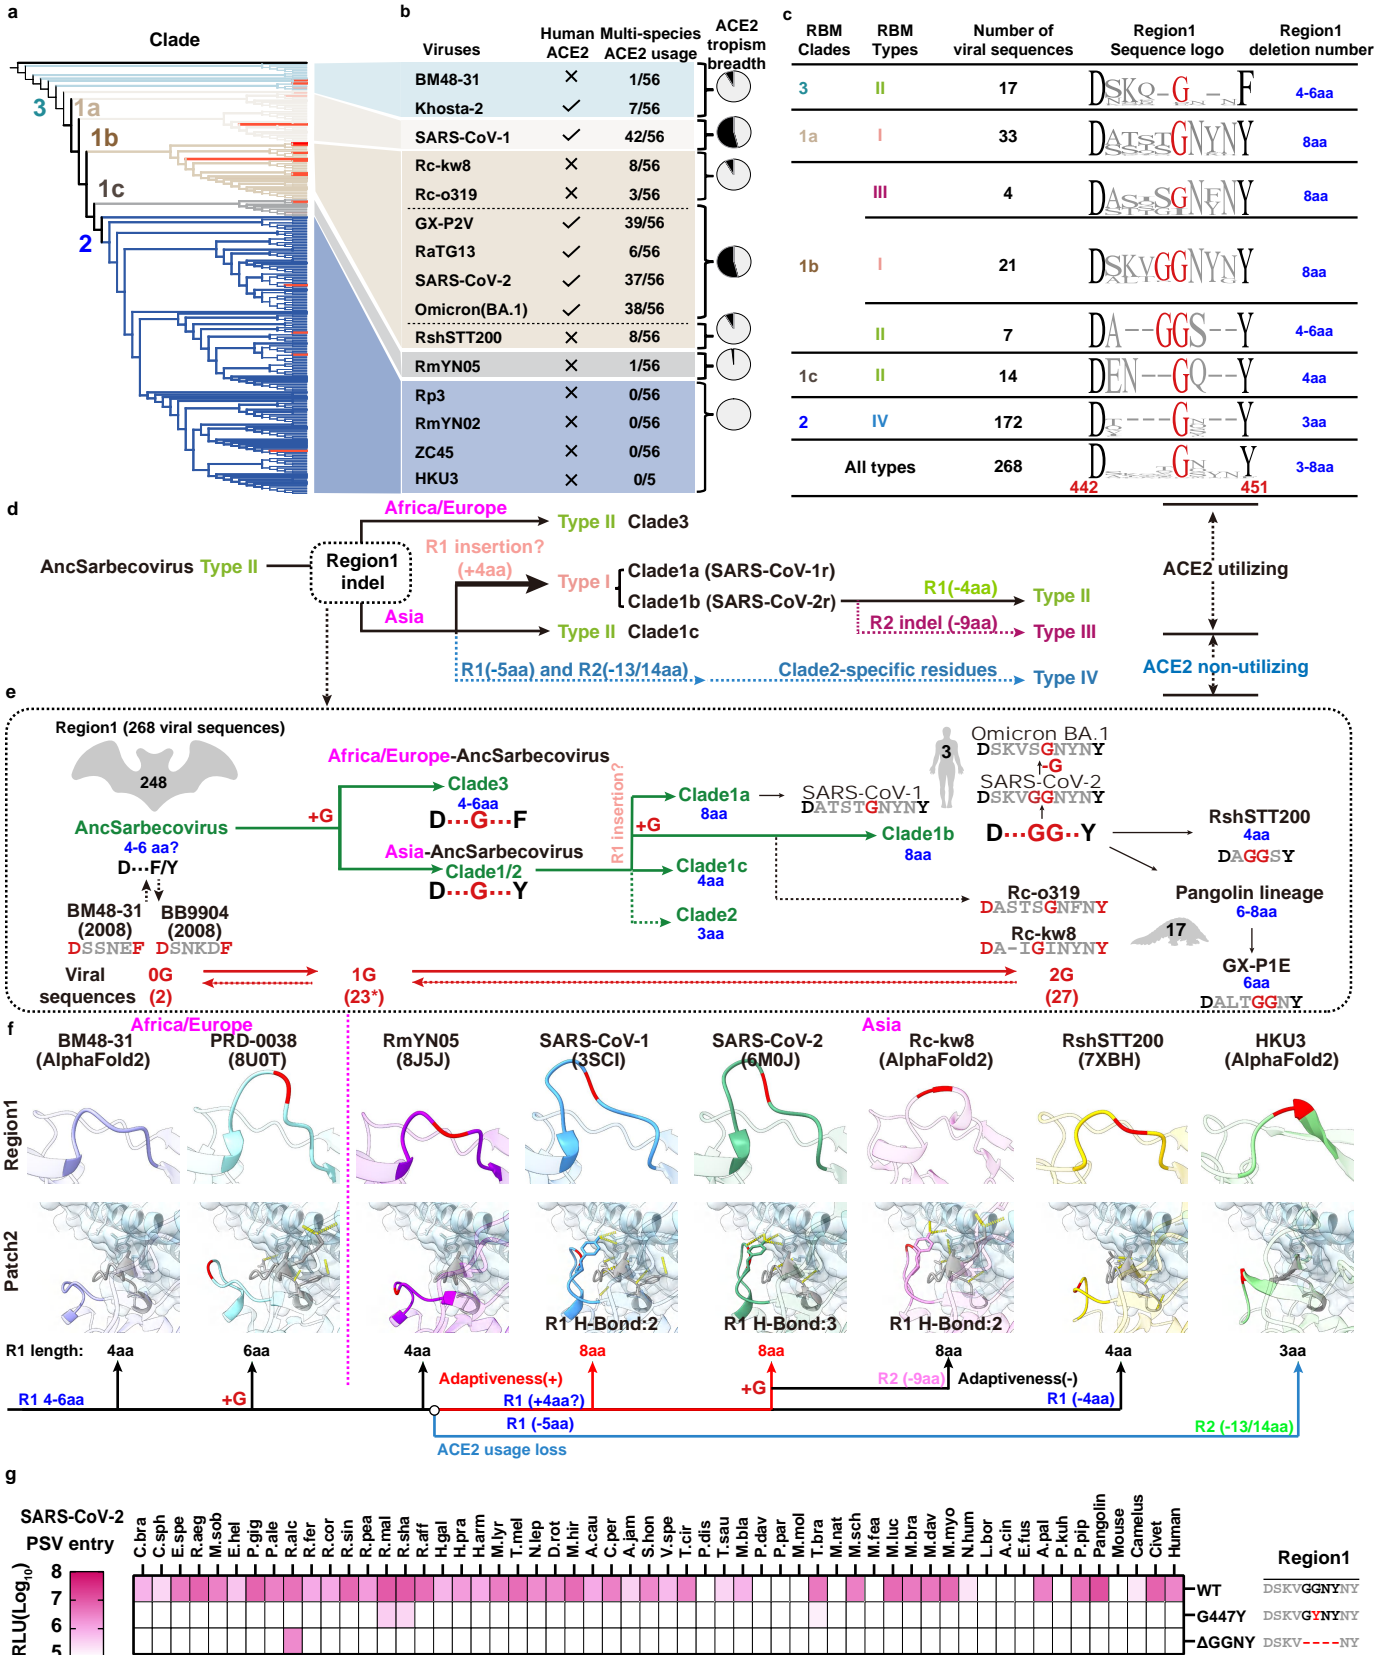 a
Clade
3
1a
1b
1c
2
b
Viruses Human ACE2 Multi-species ACE2 usage ACE2 tropism breadth
BM48-31 ✕ 1/56
Khosta-2 ✓ 7/56
SARS-CoV-1 ✓ 42/56
Rc-kw8 ✕ 8/56
Rc-o319 ✕ 3/56
GX-P2V ✓ 39/56
RaTG13 ✓ 6/56
SARS-CoV-2 ✓ 37/56
Omicron(BA.1) ✓ 38/56
RshSTT200 ✕ 8/56
RmYN05 ✕ 1/56
Rp3 ✕ 0/56
RmYN02 ✕ 0/56
ZC45 ✕ 0/56
HKU3 ✕ 0/5
c
RBM Clades RBM Types Number of viral sequences Region1 Sequence logo Region1 deletion number
3 II 17 DSKQ-G--F 4-6aa
1a I 33 DATSTGNYNY 8aa
III 4 DASTSGNFNY 8aa
1b I 21 DSKVGGNYNY 8aa
II 7 DA--GGS--Y 4-6aa
1c II 14 DEN--GQ--Y 4aa
2 IV 172 D G Y 3aa
All types 268 D G Y 3-8aa
442 451
d
AncSarbecovirus Type II
Region1 indel
Africa/Europe
Type II Clade3
R1 insertion?
(+4aa)
Type I
Clade1a (SARS-CoV-1r)
Clade1b (SARS-CoV-2r)
Asia
Type II Clade1c
R1(-4aa)
Type II
R2 indel (-9aa)
Type III
R1(-5aa) and R2(-13/14aa)
Clade2-specific residues
Type IV
ACE2 utilizing
ACE2 non-utilizing
e
Region1 (268 viral sequences)
248
AncSarbecovirus
4-6 aa?
D···F/Y
BM48-31
(2008)
DSSNEF
BB9904
(2008)
DSNKDF
+G
Africa/Europe-AncSarbecovirus
Clade3
4-6aa
D···G···F
Asia-AncSarbecovirus
Clade1/2
D···G···Y
R1 insertion?
+G
Clade1a
8aa
SARS-CoV-1
DATSTGNYNY
Clade1b
8aa
Clade1c
4aa
Clade2
3aa
3
Omicron BA.1
DSKVSGNYNY
-G
SARS-CoV-2
DSKVGGNYNY
D···GG··Y
RshSTT200
4aa
DAGGSY
Rc-o319
DASTSGNFNY
Rc-kw8
DA-IGINYNY
Pangolin lineage
6-8aa
17
GX-P1E
6aa
DALTGGNY
Viral sequences
0G
(2)
1G
(23*)
2G
(27)
f
Africa/Europe
Asia
BM48-31
(AlphaFold2)
PRD-0038
(8U0T)
RmYN05
(8J5J)
SARS-CoV-1
(3SCI)
SARS-CoV-2
(6M0J)
Rc-kw8
(AlphaFold2)
RshSTT200
(7XBH)
HKU3
(AlphaFold2)
Region1
Patch2
R1 H-Bond:2
R1 H-Bond:3
R1 H-Bond:2
R1 length: 4aa 6aa 4aa 8aa 8aa 8aa 4aa 3aa
R1 4-6aa
+G
Adaptiveness(+)
R1 (+4aa?)
R1 (-5aa)
ACE2 usage loss
+G
R2 (-9aa)
Adaptiveness(-)
R1 (-4aa)
R2 (-13/14aa)
g
SARS-CoV-2
PSV entry
RLU(Log10)
8
7
6
5
C.bra C.sph E.spe R.aeg M.sob E.hel P.gig P.ale R.alc R.fer R.cor R.sin R.pea R.mal R.sha R.aff H.gal H.pra H.arm M.lyr T.mel N.lep D.rot M.hir A.cau C.per A.jam S.hon V.spe T.cir P.dis T.sau M.bla P.dav P.par M.mol T.bra M.nat M.sch M.fea M.luc M.bra M.dav M.myo N.hum L.bor A.cin E.fus A.pal P.kuh P.pip Pangolin Mouse Camelus Civet Human
Region1
WT DSKVGGNYNY
G447Y DSKVGYNYNY
ΔGGNY DSKV----NY